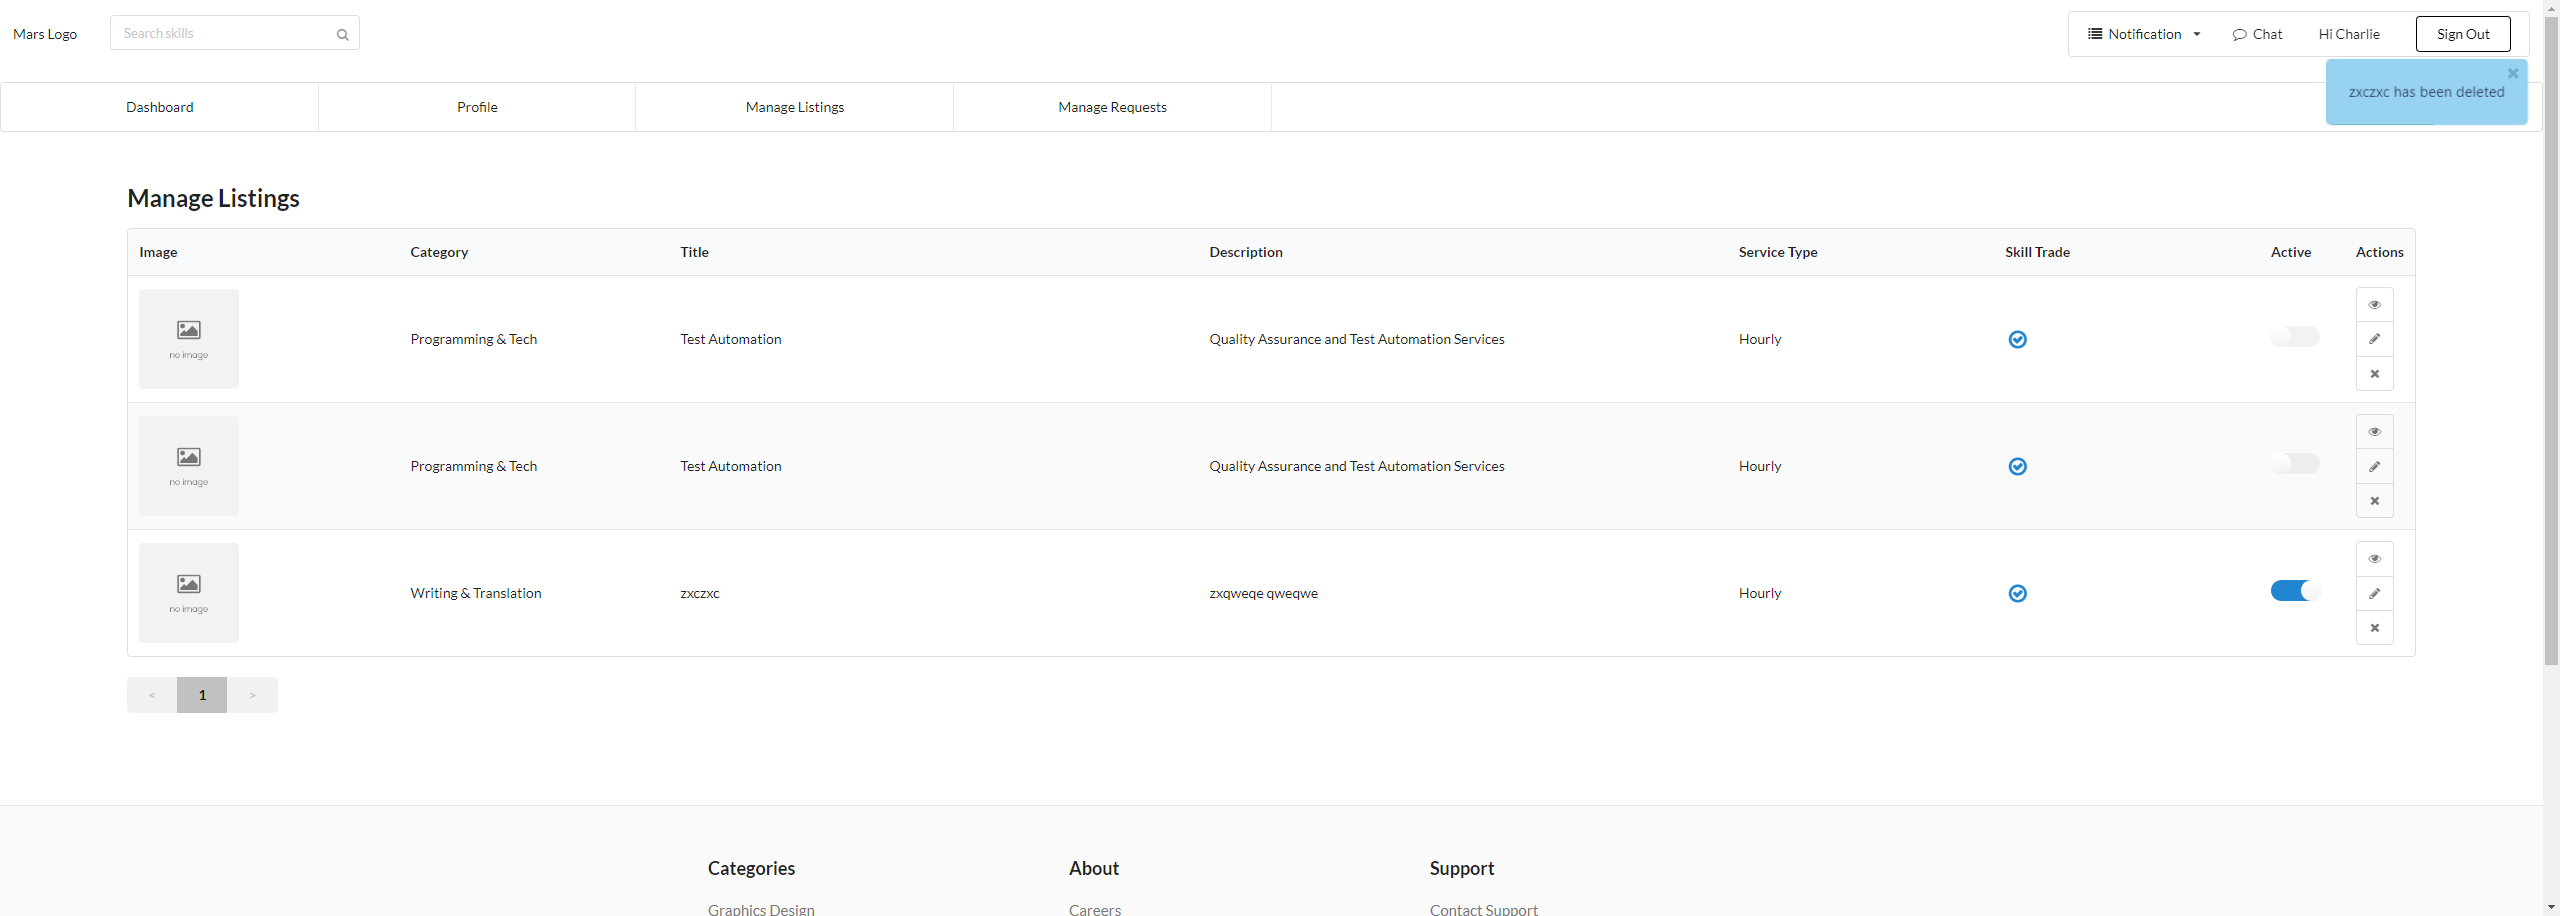 Mars Logo
Search skills
Notification
Chat
Hi Charlie
Sign Out
zxczxc has been deleted
Dashboard
Profile
Manage Listings
Manage Requests
Manage Listings
Image Category Title Description Service Type Skill Trade Active Actions
no image
Programming & Tech Test Automation Quality Assurance and Test Automation Services Hourly
no image
Programming & Tech Test Automation Quality Assurance and Test Automation Services Hourly
no image
Writing & Translation zxczxc zxqweqe qweqwe Hourly
< 1 >
Categories About Support
Graphics Design Careers Contact Support